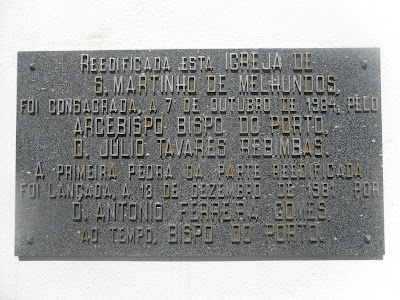 REEDIFICADA ESTA IGREJA DE
S. MARTINHO DE MELHUNDOS,
FOI CONSAGRADA, A 7 DE OUTUBRO DE 1984, PELO
ARCEBISPO BISPO DO PORTO,
D. JÚLIO TAVARES REBIMBAS.
A PRIMEIRA PEDRA DA PARTE REEDIFICADA
FOI LANÇADA, A 13 DE DEZEMBRO DE 1981 POR
D. ANTONIO FERREIRA GOMES,
AO TEMPO, BISPO DO PORTO.